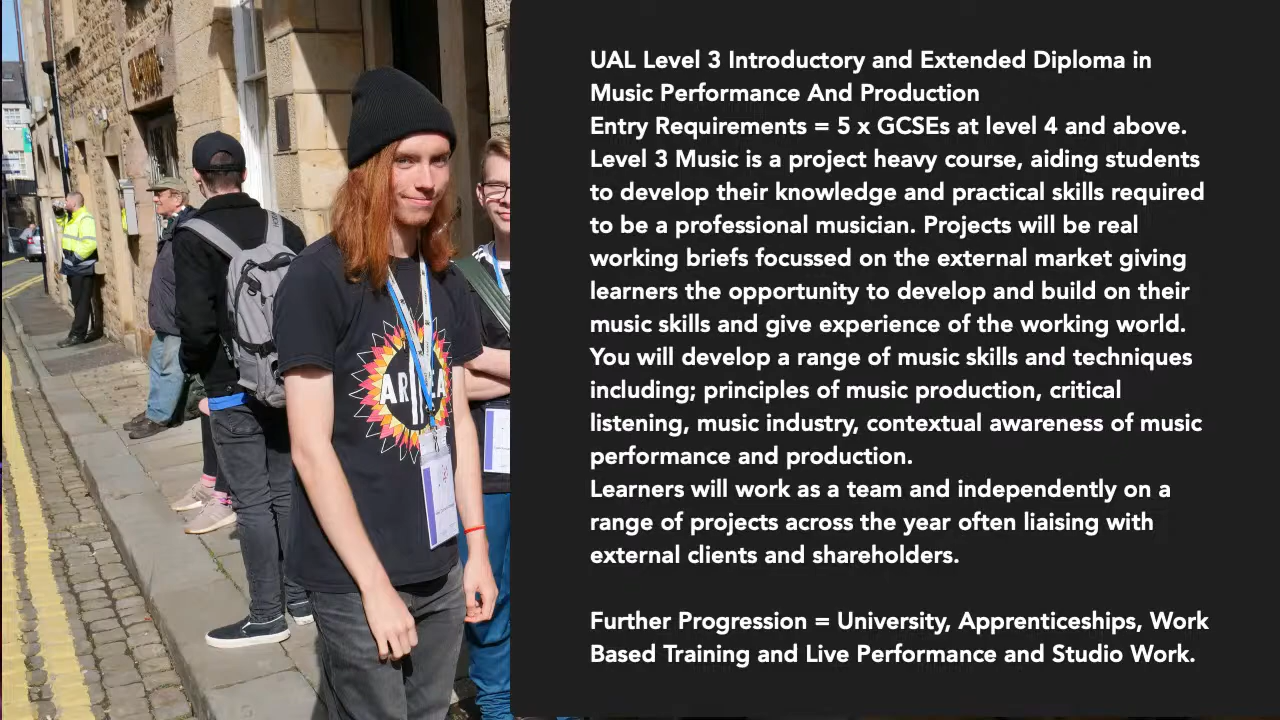 UAL Level 3 Introductory and Extended Diploma in
Music Performance And Production
Entry Requirements = 5 x GCSEs at level 4 and above.
Level 3 Music is a project heavy course, aiding students
to develop their knowledge and practical skills required
to be a professional musician. Projects will be real
working briefs focussed on the external market giving
learners the opportunity to develop and build on their
music skills and give experience of the working world.
You will develop a range of music skills and techniques
including; principles of music production, critical
listening, music industry, contextual awareness of music
performance and production.
Learners will work as a team and independently on a
range of projects across the year often liaising with
external clients and shareholders.
Further Progression = University, Apprenticeships, Work
Based Training and Live Performance and Studio Work.